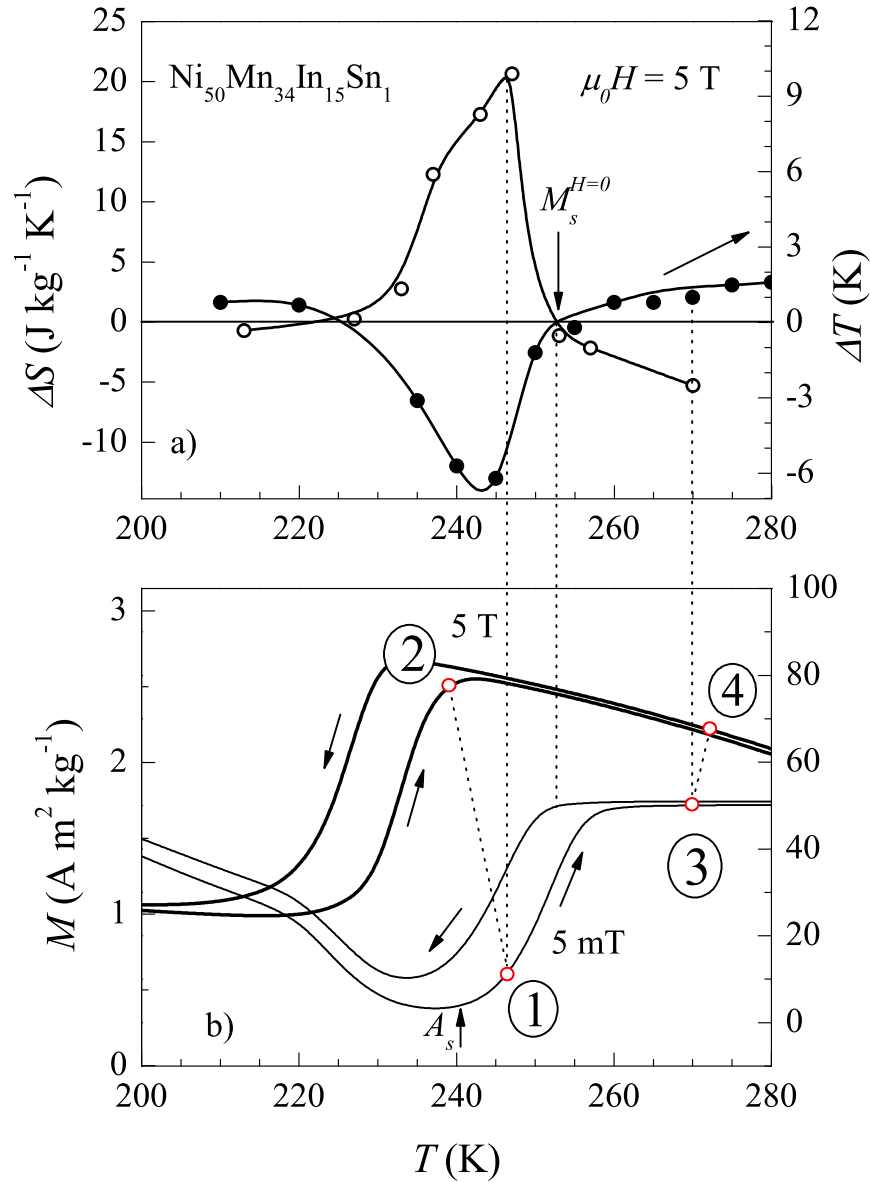 25
20
15
10
5
0
-5
-10
12
9
6
3
0
-3
-6
Ni₅₀Mn₃₄In₁₅Sn₁
μ₀H = 5 T
Mₛᴴ⁼⁰
ΔS (J kg⁻¹ K⁻¹)
ΔT (K)
a)
200 220 240 260 280
3
2
1
0
100
80
60
40
20
0
5 T
2
4
3
5 mT
1
Aₛ
b)
M (A m² kg⁻¹)
200 220 240 260 280
T (K)